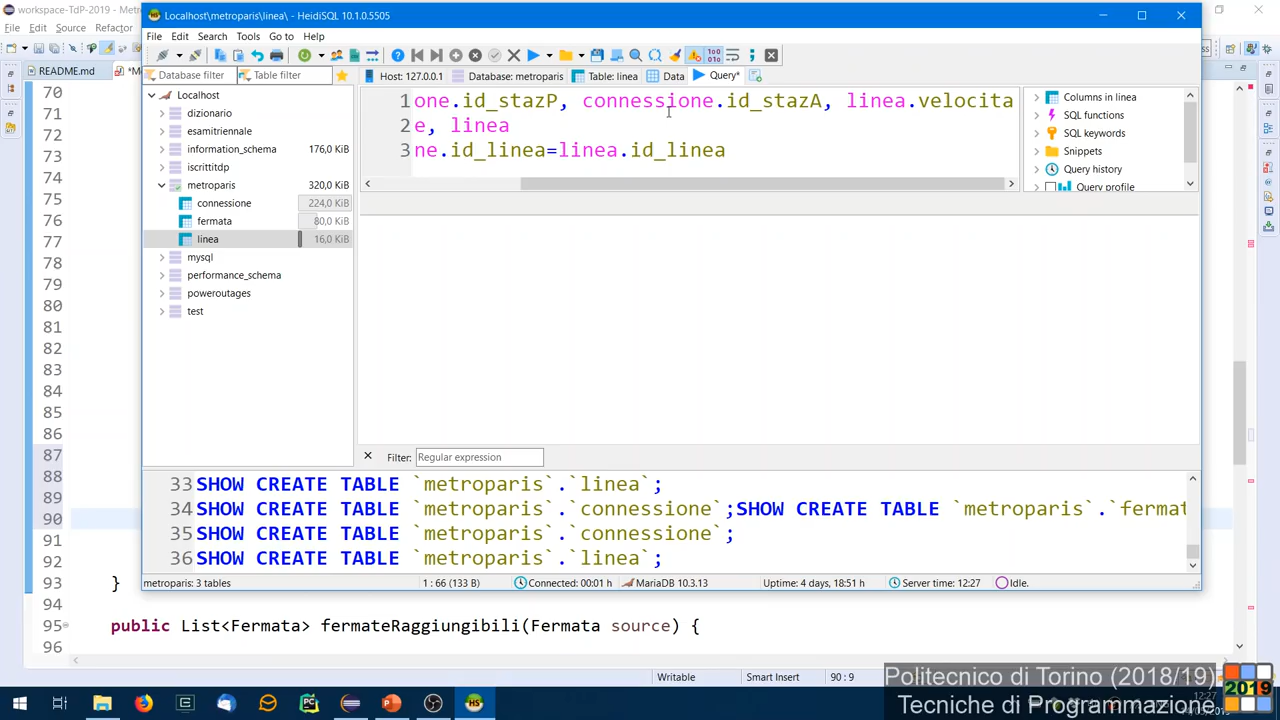 workspace-TdP-2019 - Metro
File Edit Source Refactor
README.md *M
70
71
72
73
74
75
76
77
78
79
80
81
82
83
84
85
86
87
88
89
90
91
92
93 }
94
95 public List<Fermata> fermateRaggiungibili(Fermata source) {
96
Localhost\metroparis\linea\ - HeidiSQL 10.1.0.5505
File Edit Search Tools Go to Help
Database filter Table filter
Host: 127.0.0.1 Database: metroparis Table: linea Data Query*
Localhost
dizionario
esamitriennale
information_schema 176,0 KiB
iscrittitdp
metroparis 320,0 KiB
connessione 224,0 KiB
fermata 80,0 KiB
linea 16,0 KiB
mysql
performance_schema
poweroutages
test
1 one.id_stazP, connessione.id_stazA, linea.velocita
2 e, linea
3 ne.id_linea=linea.id_linea
Columns in linea
SQL functions
SQL keywords
Snippets
Query history
Query profile
Filter: Regular expression
33 SHOW CREATE TABLE `metroparis`.`linea`;
34 SHOW CREATE TABLE `metroparis`.`connessione`;SHOW CREATE TABLE `metroparis`.`fermat
35 SHOW CREATE TABLE `metroparis`.`connessione`;
36 SHOW CREATE TABLE `metroparis`.`linea`;
metroparis: 3 tables 1 : 66 (133 B) Connected: 00:01 h MariaDB 10.3.13 Uptime: 4 days, 18:51 h Server time: 12:27 Idle.
Writable Smart Insert 90 : 9
Politecnico di Torino (2018/19)
Tecniche di Programmazione
2019
12:27